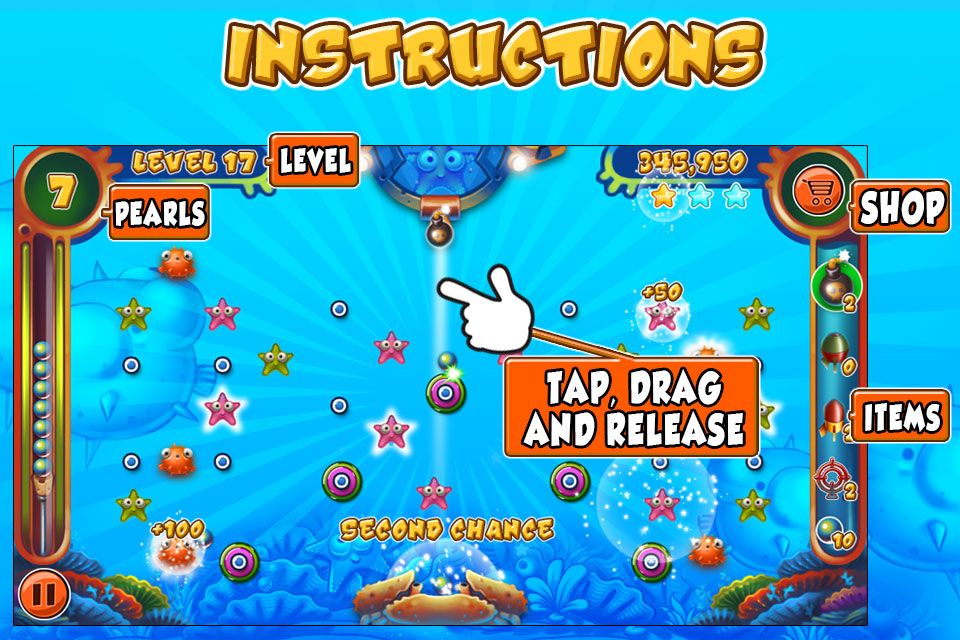 INSTRUCTIONS
LEVEL 17
LEVEL
345,950
7
PEARLS
SHOP
+50
2
0
TAP, DRAG
AND RELEASE
ITEMS
2
+100
SECOND CHANCE
10